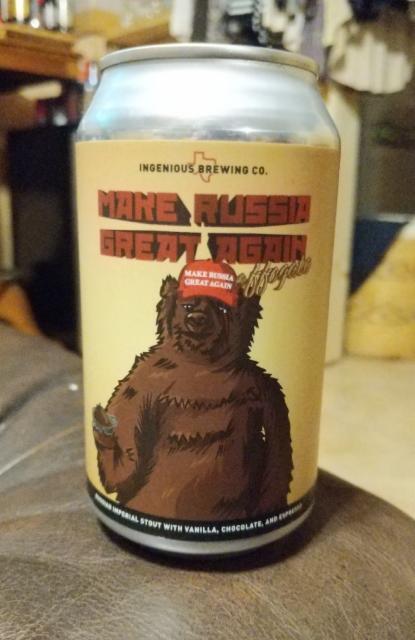 INGENIOUS BREWING CO.
MAKE RUSSIA
GREAT AGAIN
affogato
MAKE RUSSIA
GREAT AGAIN
RUSSIAN IMPERIAL STOUT WITH VANILLA, CHOCOLATE, AND ESPRESSO